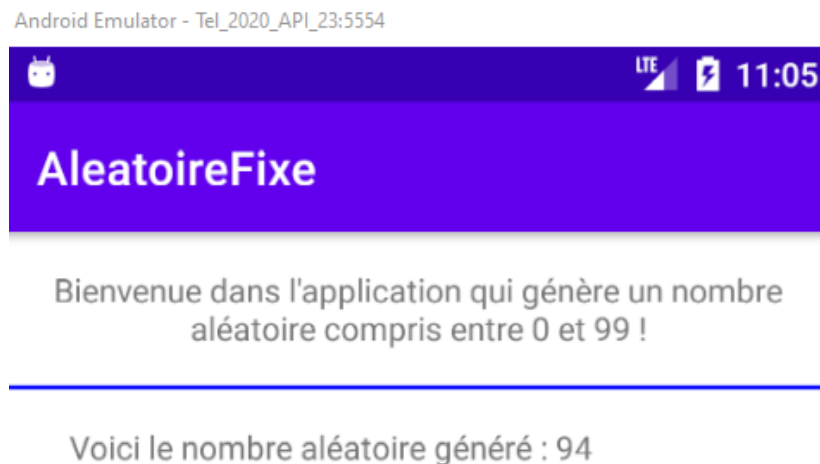 Android Emulator - Tel_2020_API_23:5554
LTE 11:05
AleatoireFixe
Bienvenue dans l'application qui génère un nombre
aléatoire compris entre 0 et 99 !
Voici le nombre aléatoire généré : 94